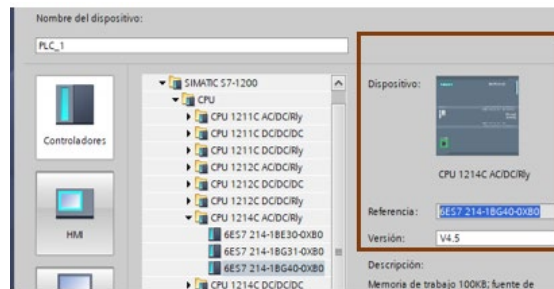 Nombre del dispositivo:
PLC_1
Controladores
HMI
SIMATIC S7-1200
CPU
CPU 1211C AC/DC/Rly
CPU 1211C DC/DC/DC
CPU 1211C DC/DC/Rly
CPU 1212C AC/DC/Rly
CPU 1212C DC/DC/DC
CPU 1212C DC/DC/Rly
CPU 1214C AC/DC/Rly
6ES7 214-1BE30-0XB0
6ES7 214-1BG31-0XB0
6ES7 214-1BG40-0XB0
CPU 1214C DC/DC/DC
Dispositivo:
CPU 1214C AC/DC/Rly
Referencia:
6ES7 214-1BG40-0XB0
Versión:
V4.5
Descripción:
Memoria de trabajo 100KB; fuente de